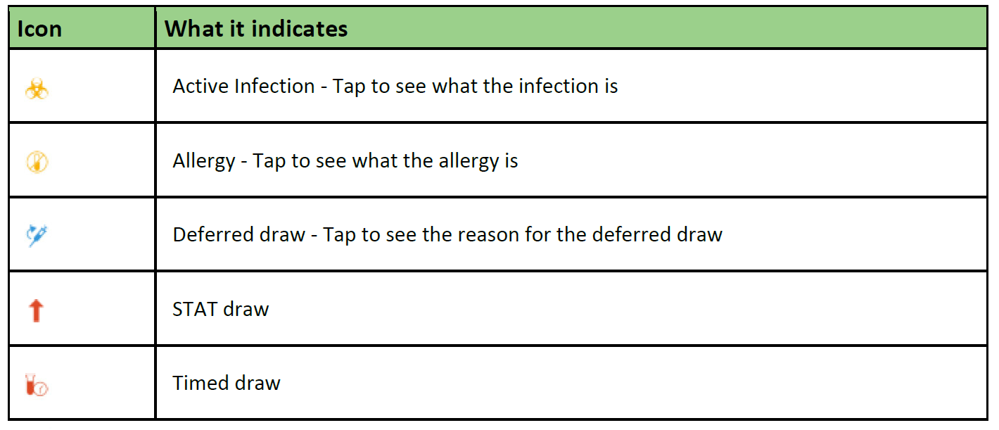 Icon
What it indicates
Active Infection - Tap to see what the infection is
Allergy - Tap to see what the allergy is
Deferred draw - Tap to see the reason for the deferred draw
STAT draw
Timed draw